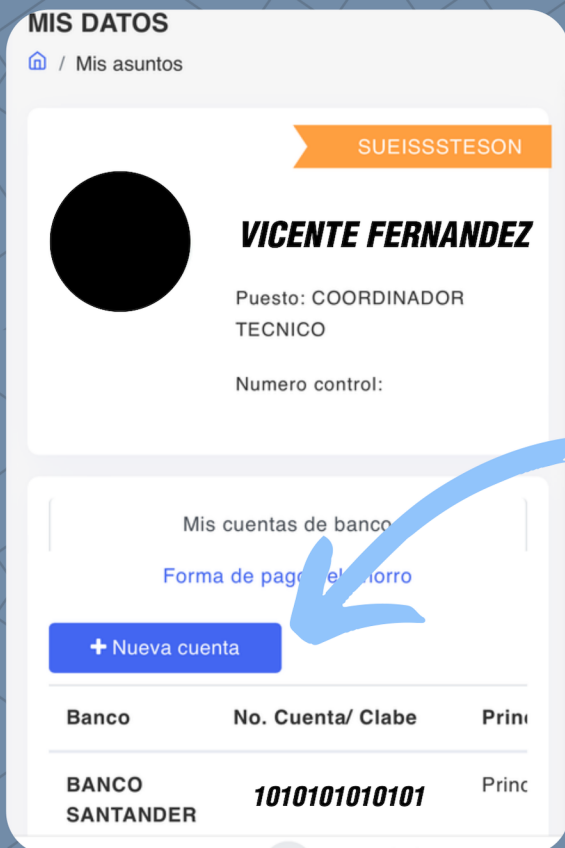 MIS DATOS
/ Mis asuntos
SUEISSSTESON
VICENTE FERNANDEZ
Puesto: COORDINADOR
TECNICO
Numero control:
Mis cuentas de banco
Forma de pago
+ Nueva cuenta
Banco No. Cuenta/ Clabe
BANCO
SANTANDER
1010101010101